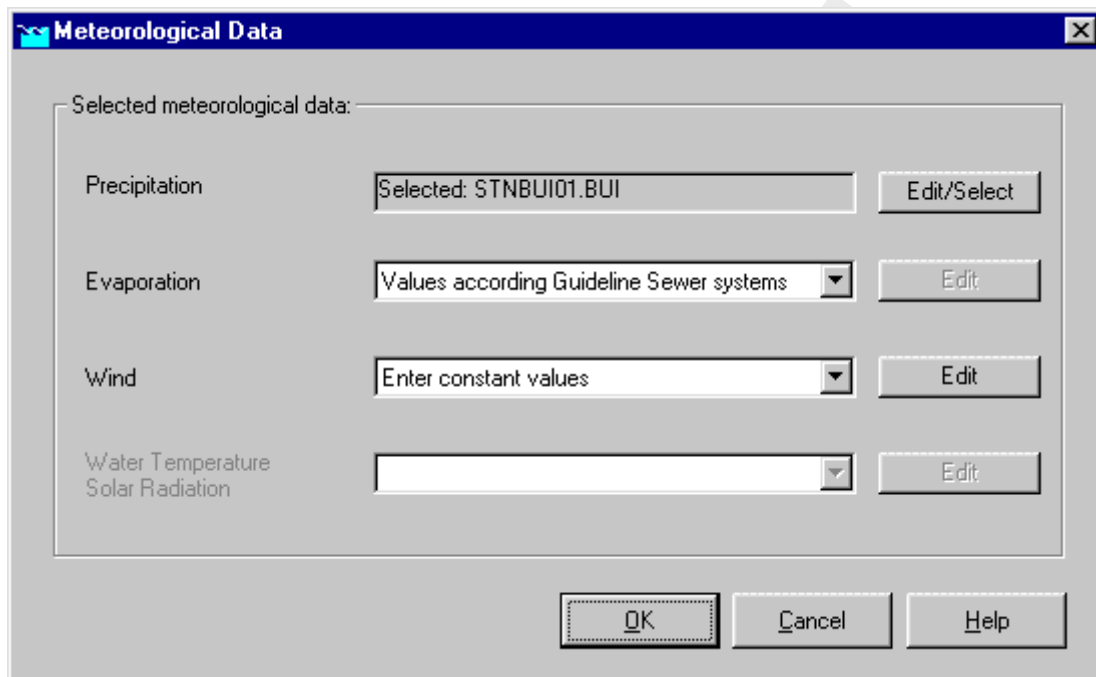 Meteorological Data
Selected meteorological data:
Precipitation
Selected: STNBUI01.BUI
Edit/Select
Evaporation
Values according Guideline Sewer systems
Edit
Wind
Enter constant values
Edit
Water Temperature
Solar Radiation
Edit
OK
Cancel
Help